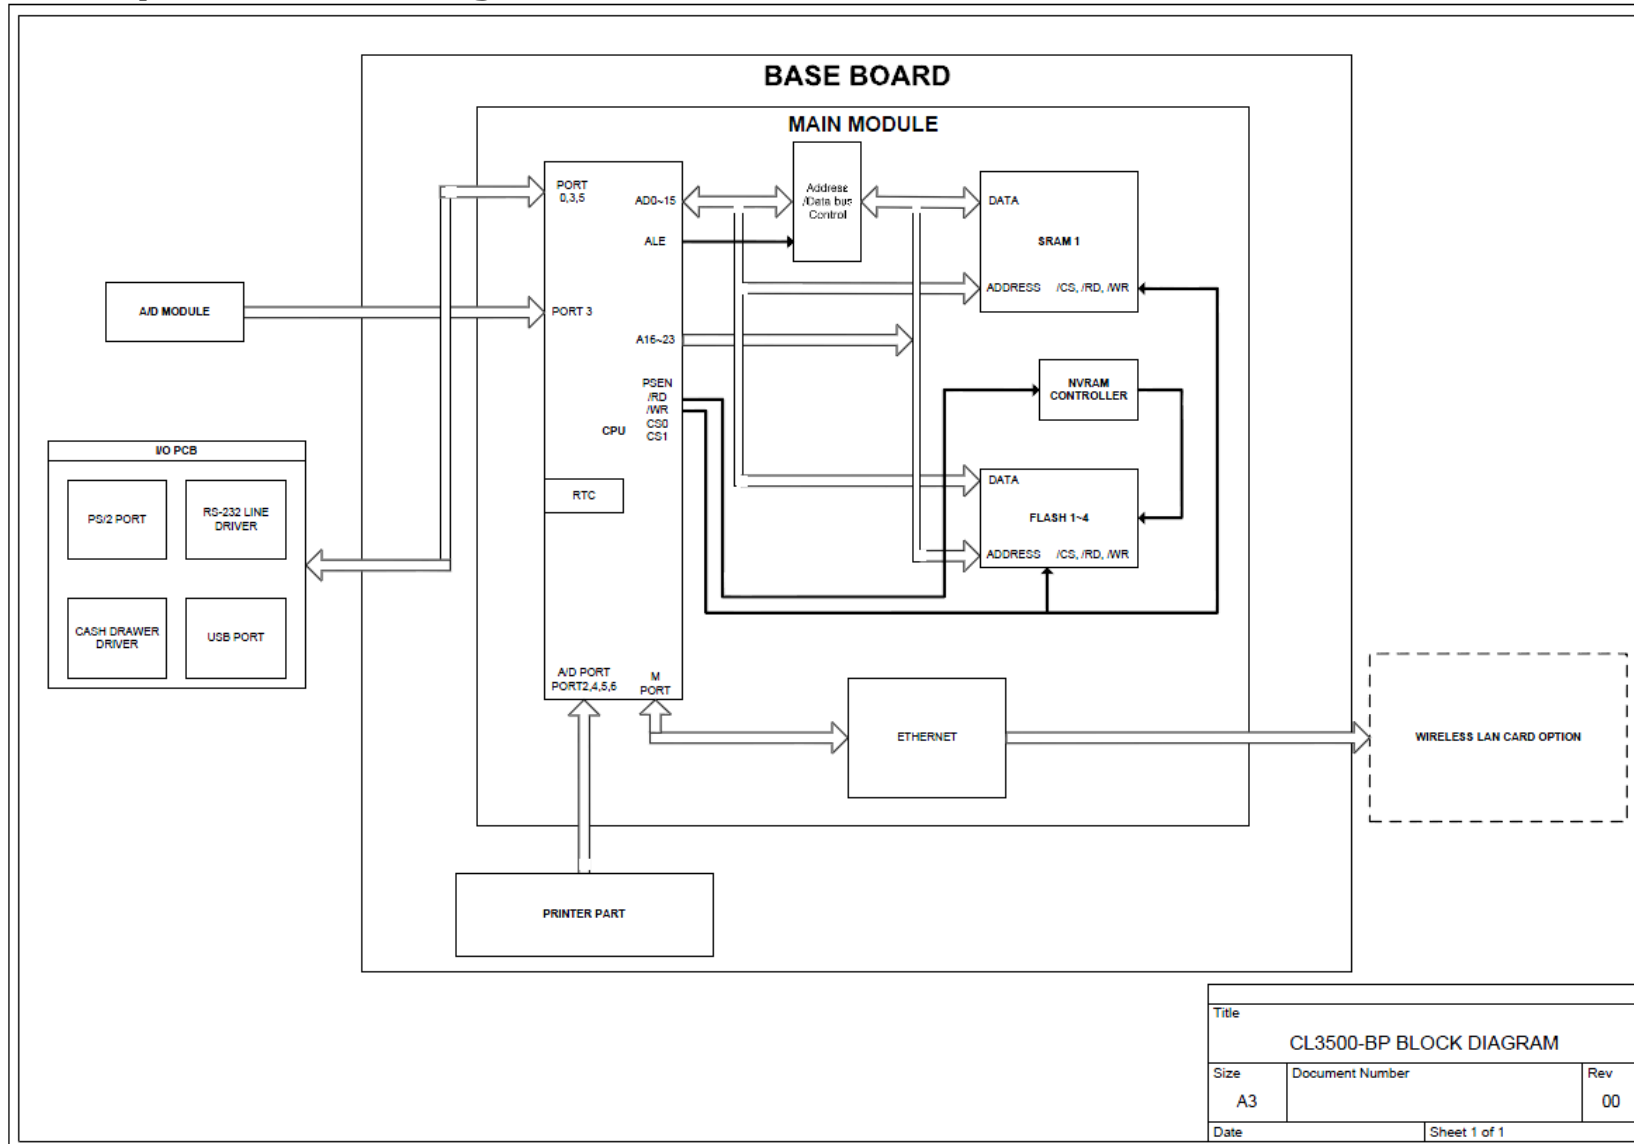 BASE BOARD
MAIN MODULE
PORT
0,3,5
AD0~15
ALE
PORT 3
A16~23
PSEN
/RD
/WR
CS0
CS1
CPU
RTC
A/D PORT
PORT2,4,5,6
M
PORT
Address
/Data bus
Control
DATA
SRAM 1
ADDRESS /CS, /RD, /WR
NVRAM
CONTROLLER
DATA
FLASH 1~4
ADDRESS /CS, /RD, /WR
A/D MODULE
I/O PCB
PS/2 PORT
RS-232 LINE
DRIVER
CASH DRAWER
DRIVER
USB PORT
ETHERNET
WIRELESS LAN CARD OPTION
PRINTER PART
Title
CL3500-BP BLOCK DIAGRAM
Size
A3
Document Number
Rev
00
Date
Sheet 1 of 1